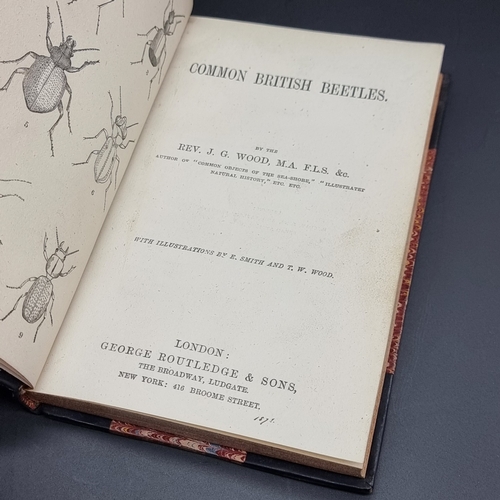 COMMON BRITISH BEETLES.
BY THE
REV. J. G. WOOD, M.A. F.L.S. &c.
AUTHOR OF "COMMON OBJECTS OF THE SEA-SHORE," "ILLUSTRATED
NATURAL HISTORY," ETC. ETC.
WITH ILLUSTRATIONS BY E. SMITH AND T. W. WOOD.
LONDON:
GEORGE ROUTLEDGE & SONS,
THE BROADWAY, LUDGATE.
NEW YORK: 416 BROOME STREET.
4
9